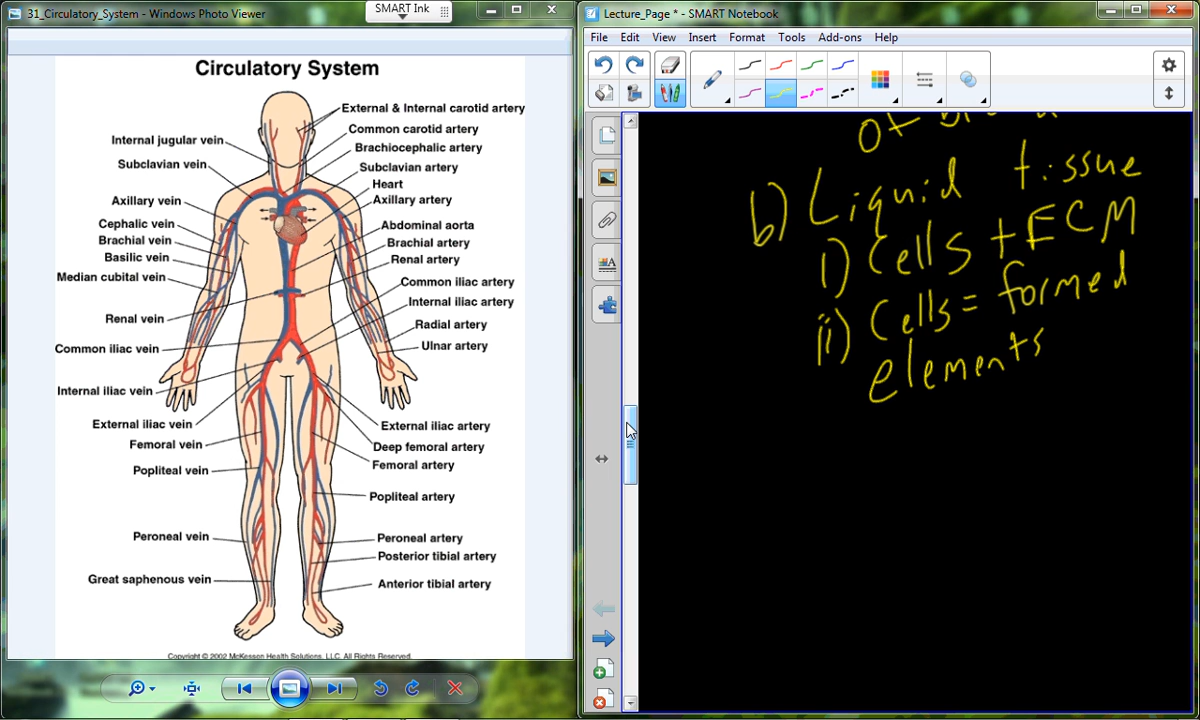 31_Circulatory_System - Windows Photo Viewer
SMART Ink
Circulatory System
External & Internal carotid artery
Common carotid artery
Brachiocephalic artery
Subclavian artery
Heart
Axillary artery
Abdominal aorta
Brachial artery
Renal artery
Common iliac artery
Internal iliac artery
Radial artery
Ulnar artery
External iliac artery
Deep femoral artery
Femoral artery
Popliteal artery
Peroneal artery
Posterior tibial artery
Anterior tibial artery
Internal jugular vein
Subclavian vein
Axillary vein
Cephalic vein
Brachial vein
Basilic vein
Median cubital vein
Renal vein
Common iliac vein
Internal iliac vein
External iliac vein
Femoral vein
Popliteal vein
Peroneal vein
Great saphenous vein
Copyright © 2002 McKesson Health Solutions, LLC. All Rights Reserved.
Lecture_Page * - SMART Notebook
File Edit View Insert Format Tools Add-ons Help
of
b) Liquid tissue
i) Cells + ECM
ii) Cells = formed
elements